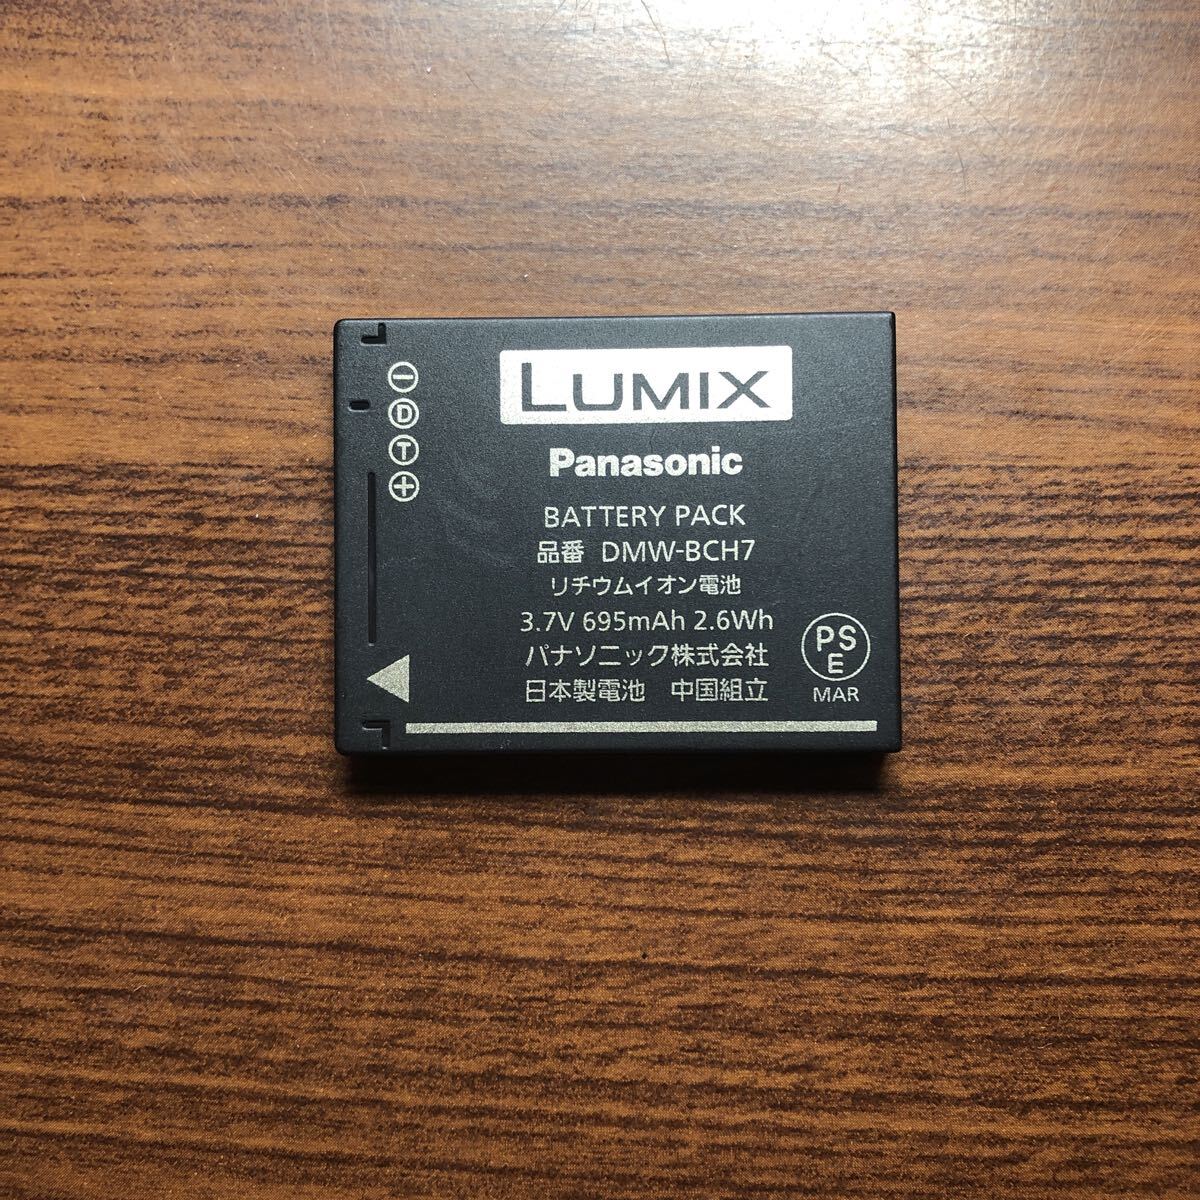 LUMIX
Panasonic
BATTERY PACK
品番 DMW-BCH7
リチウムイオン電池
3.7V 695mAh 2.6Wh
パナソニック株式会社
日本製電池 中国組立
−
D
T
+
PS
E
MAR